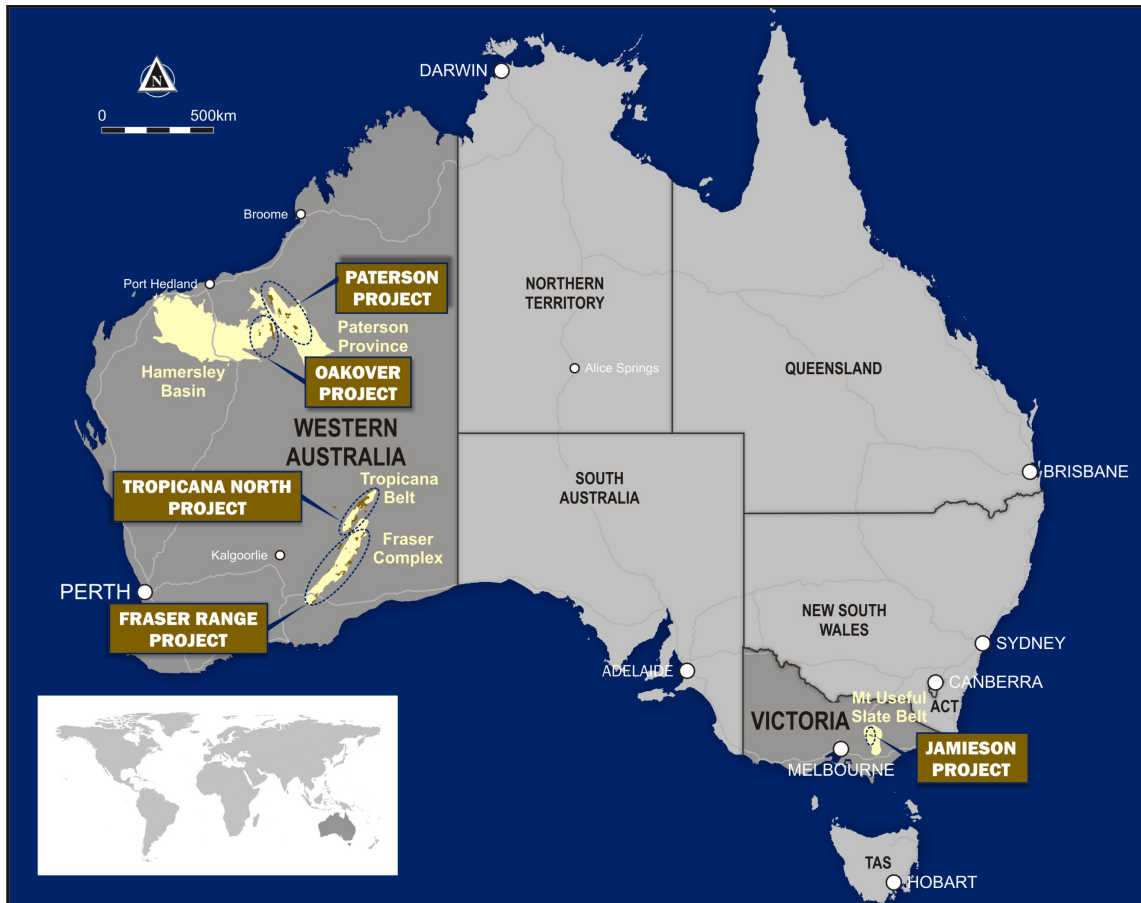 DARWIN
N
0 500km
Broome
Port Hedland
PATERSON
PROJECT
NORTHERN
TERRITORY
Paterson
Province
Hamersley
Basin
OAKOVER
PROJECT
Alice Springs
QUEENSLAND
WESTERN
AUSTRALIA
TROPICANA NORTH
PROJECT
Tropicana
Belt
SOUTH
AUSTRALIA
BRISBANE
Kalgoorlie
Fraser
Complex
PERTH
FRASER RANGE
PROJECT
NEW SOUTH
WALES
SYDNEY
ADELAIDE
CANBERRA
ACT
Mt Useful
Slate Belt
VICTORIA
JAMIESON
PROJECT
MELBOURNE
TAS
HOBART